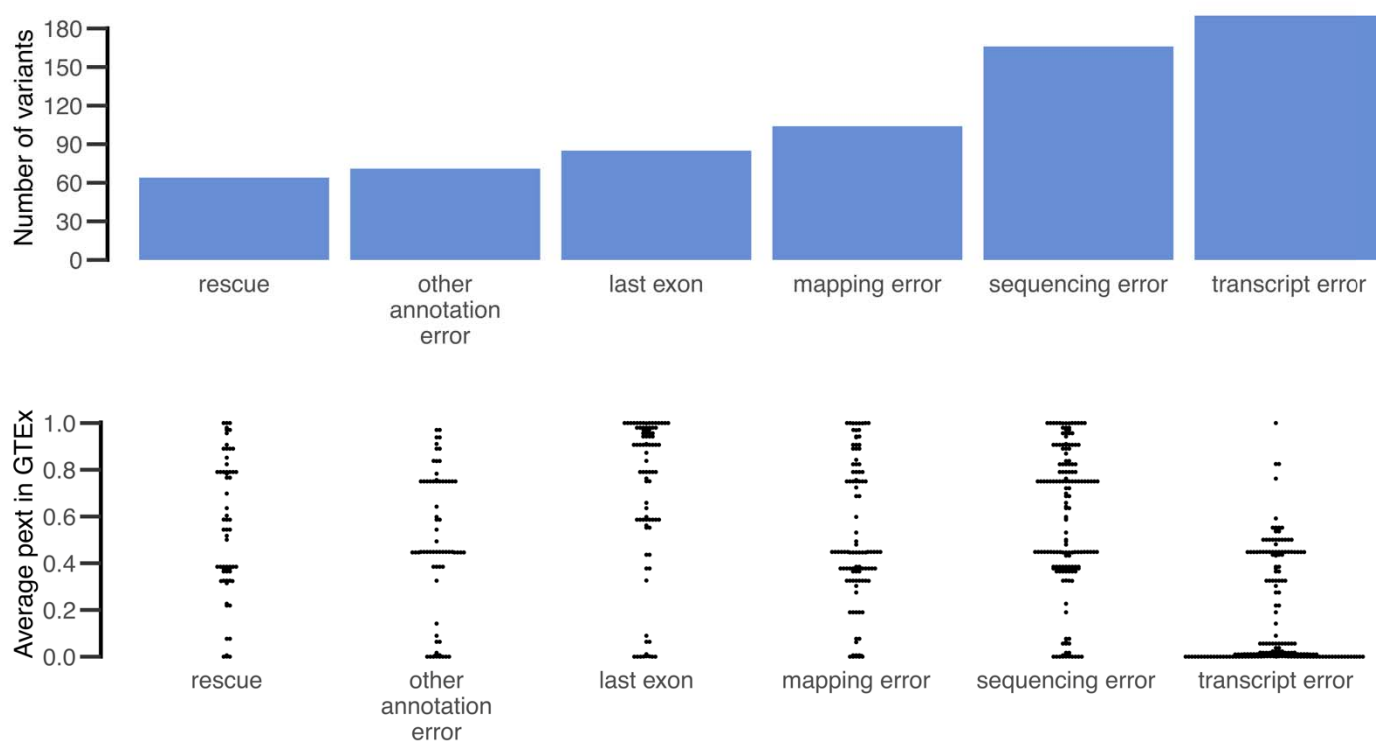 Number of variants
180
150
120
90
60
30
0
rescue
other
annotation
error
last exon
mapping error
sequencing error
transcript error
Average pext in GTEx
1.0
0.8
0.6
0.4
0.2
0.0
rescue
other
annotation
error
last exon
mapping error
sequencing error
transcript error